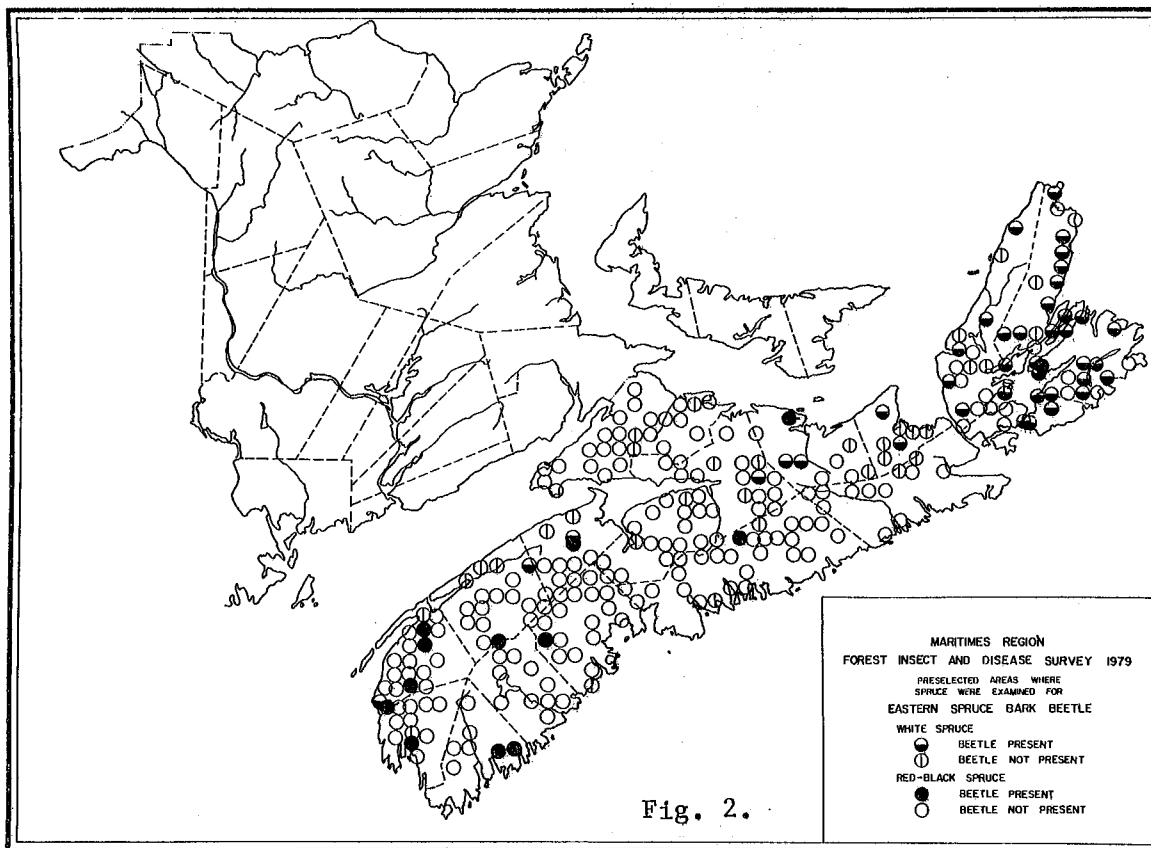 MARITIMES REGION
FOREST INSECT AND DISEASE SURVEY 1979
PRESELECTED AREAS WHERE
SPRUCE WERE EXAMINED FOR
EASTERN SPRUCE BARK BEETLE
WHITE SPRUCE
BEETLE PRESENT
BEETLE NOT PRESENT
RED-BLACK SPRUCE
BEETLE PRESENT
BEETLE NOT PRESENT
Fig. 2.